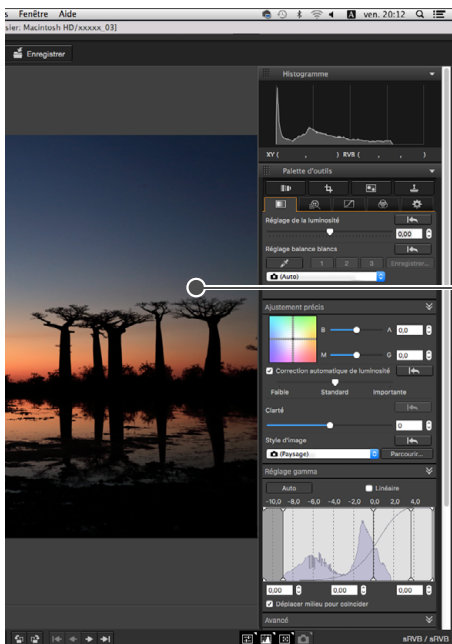 s Fenêtre Aide ven. 20:12
sier: Macintosh HD/xxxxx_03]
Enregistrer
Histogramme
XY ( , ) RVB ( , , )
Palette d'outils
Réglage de la luminosité
0,00
Réglage balance blancs
1 2 3 Enregistrer...
(Auto)
Ajustement précis
B A 0,0
M G 0,0
Correction automatique de luminosité
Faible Standard Importante
Clarté
0
Style d'image
(Paysage) Parcourir...
Réglage gamma
Auto Linéaire
-10,0 -8,0 -6,0 -4,0 -2,0 0,0 2,0 4,0
0,00 0,00 0,00
Déplacer milieu pour coïncider
Avancé
sRVB / sRVB